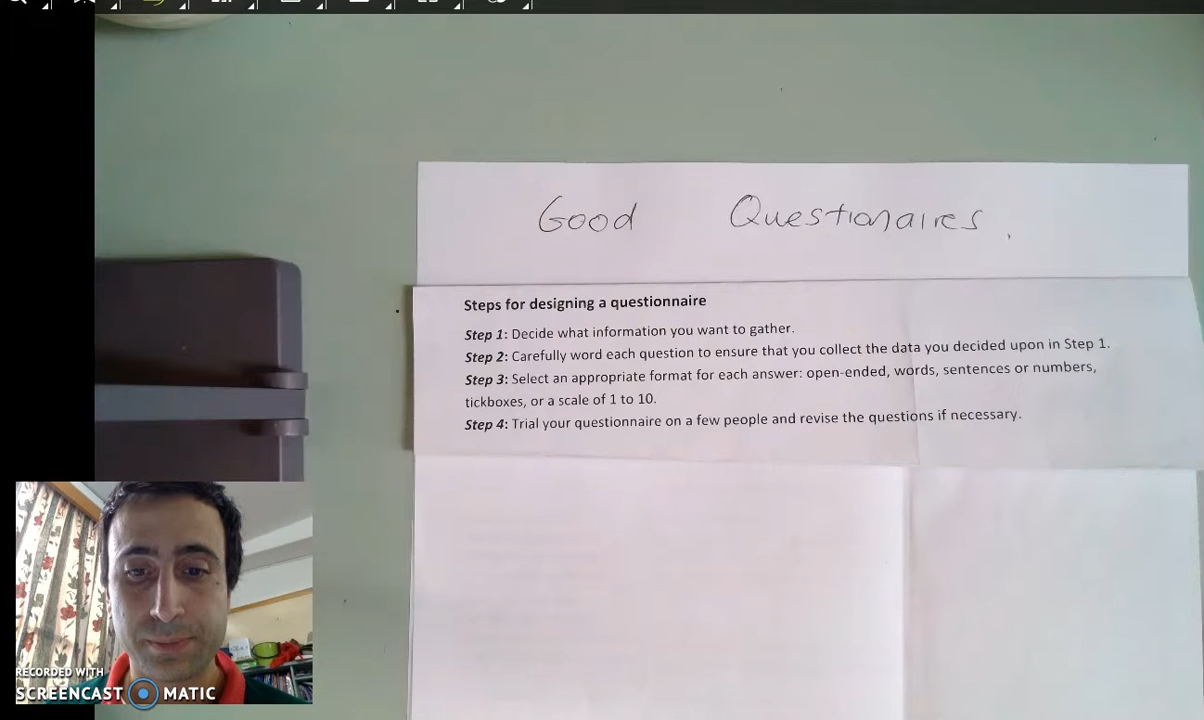 Good Questionaires.
Steps for designing a questionnaire
Step 1: Decide what information you want to gather.
Step 2: Carefully word each question to ensure that you collect the data you decided upon in Step 1.
Step 3: Select an appropriate format for each answer: open-ended, words, sentences or numbers,
tickboxes, or a scale of 1 to 10.
Step 4: Trial your questionnaire on a few people and revise the questions if necessary.
RECORDED WITH
SCREENCAST MATIC